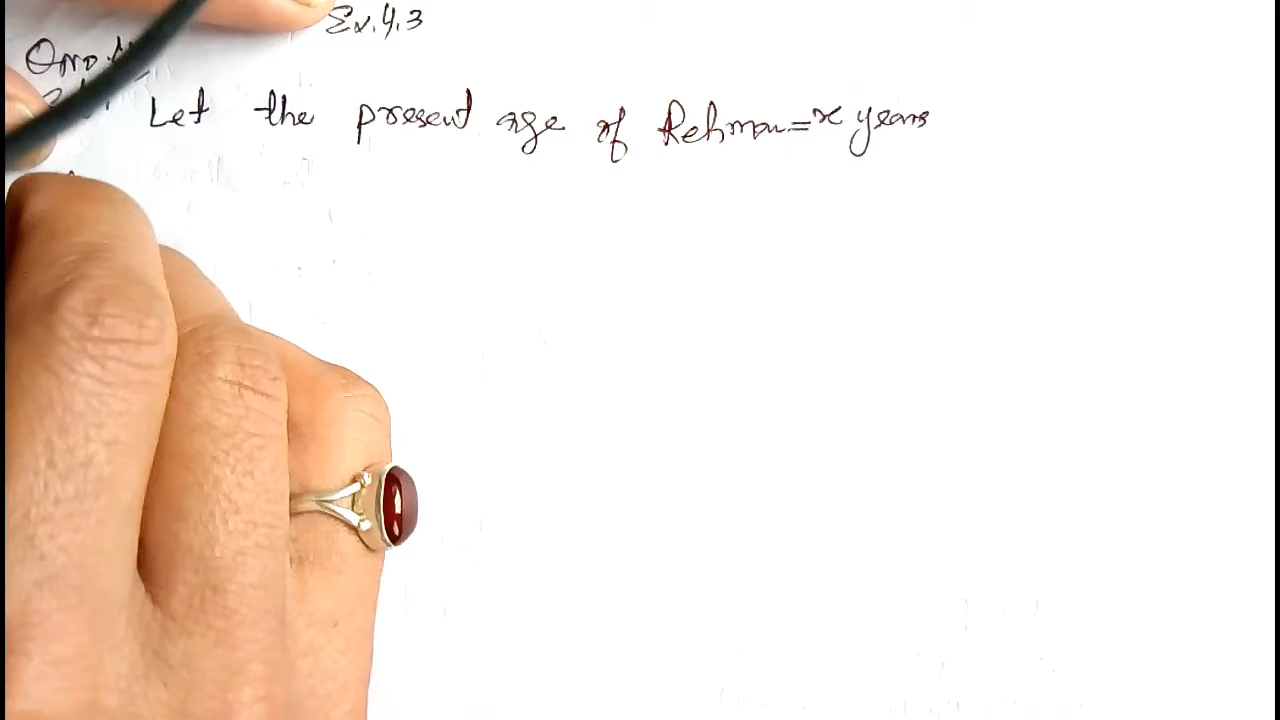 Ex.4.3
Let the present age of Rehman=x years